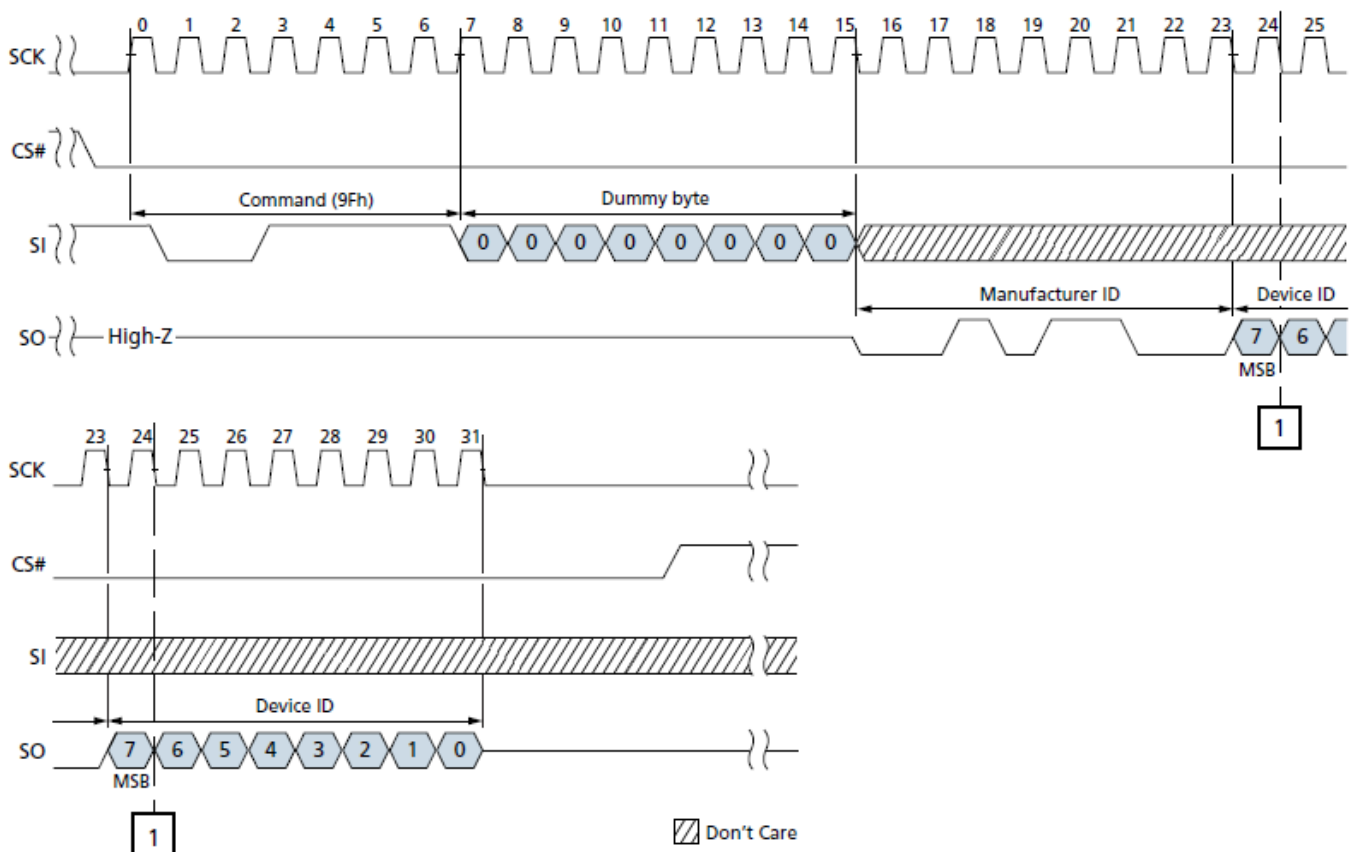 0 1 2 3 4 5 6 7 8 9 10 11 12 13 14 15 16 17 18 19 20 21 22 23 24 25
SCK
CS#
Command (9Fh) Dummy byte
SI 0 0 0 0 0 0 0 0
Manufacturer ID Device ID
SO High-Z 7 6
MSB
1
23 24 25 26 27 28 29 30 31
SCK
CS#
SI
Device ID
SO 7 6 5 4 3 2 1 0
MSB
1
Don't Care